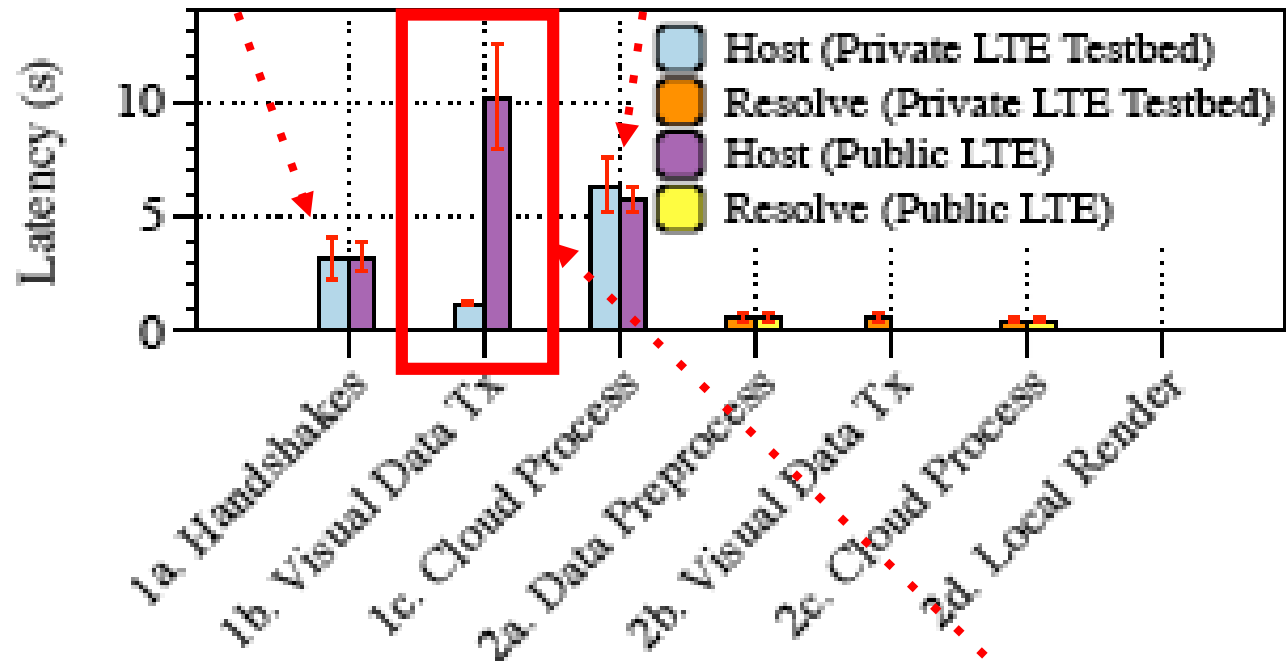 Latency (s)
10
5
0
Host (Private LTE Testbed)
Resolve (Private LTE Testbed)
Host (Public LTE)
Resolve (Public LTE)
1a. Handshakes
1b. Visual Data Tx
1c. Cloud Process
2a. Data Preprocess
2b. Visual Data Tx
2c. Cloud Process
2d. Local Render